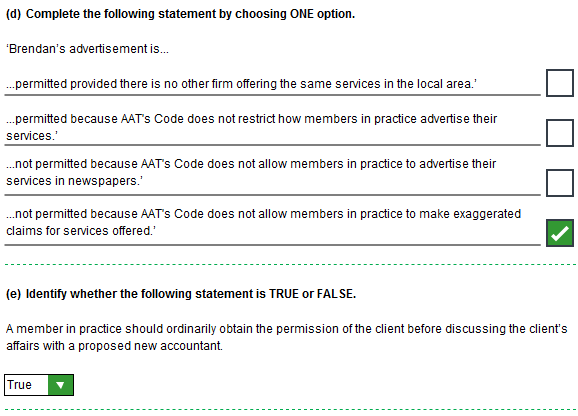 (d) Complete the following statement by choosing ONE option.
‘Brendan’s advertisement is...
...permitted provided there is no other firm offering the same services in the local area.’
...permitted because AAT's Code does not restrict how members in practice advertise their
services.’
...not permitted because AAT's Code does not allow members in practice to advertise their
services in newspapers.’
...not permitted because AAT's Code does not allow members in practice to make exaggerated
claims for services offered.’
(e) Identify whether the following statement is TRUE or FALSE.
A member in practice should ordinarily obtain the permission of the client before discussing the client’s
affairs with a proposed new accountant.
True